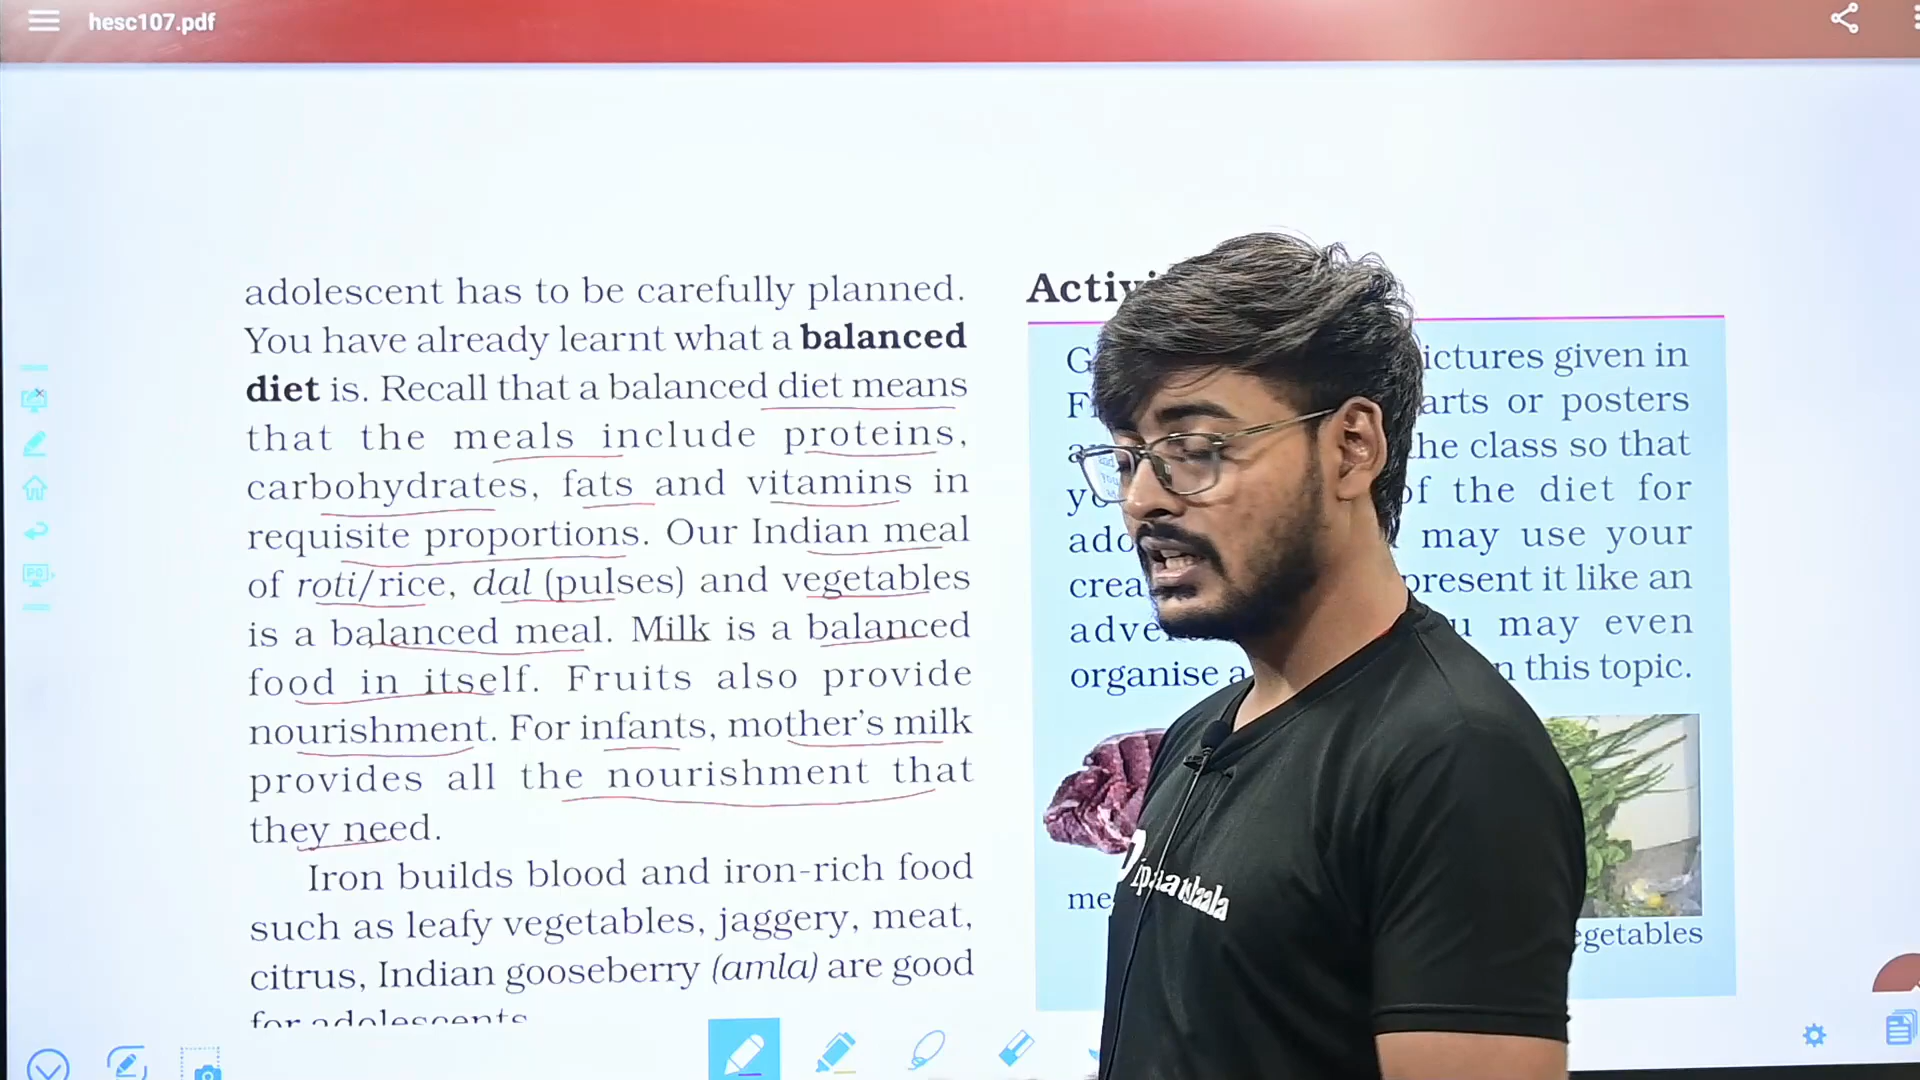 hesc107.pdf
adolescent has to be carefully planned.
You have already learnt what a balanced
diet is. Recall that a balanced diet means
that the meals include proteins,
carbohydrates, fats and vitamins in
requisite proportions. Our Indian meal
of roti/rice, dal (pulses) and vegetables
is a balanced meal. Milk is a balanced
food in itself. Fruits also provide
nourishment. For infants, mother's milk
provides all the nourishment that
they need.
Iron builds blood and iron-rich food
such as leafy vegetables, jaggery, meat,
citrus, Indian gooseberry (amla) are good
for adolescents
given in
or posters
the class so that
of the diet for
may use your
present it like an
may even
organise
this topic.
PC